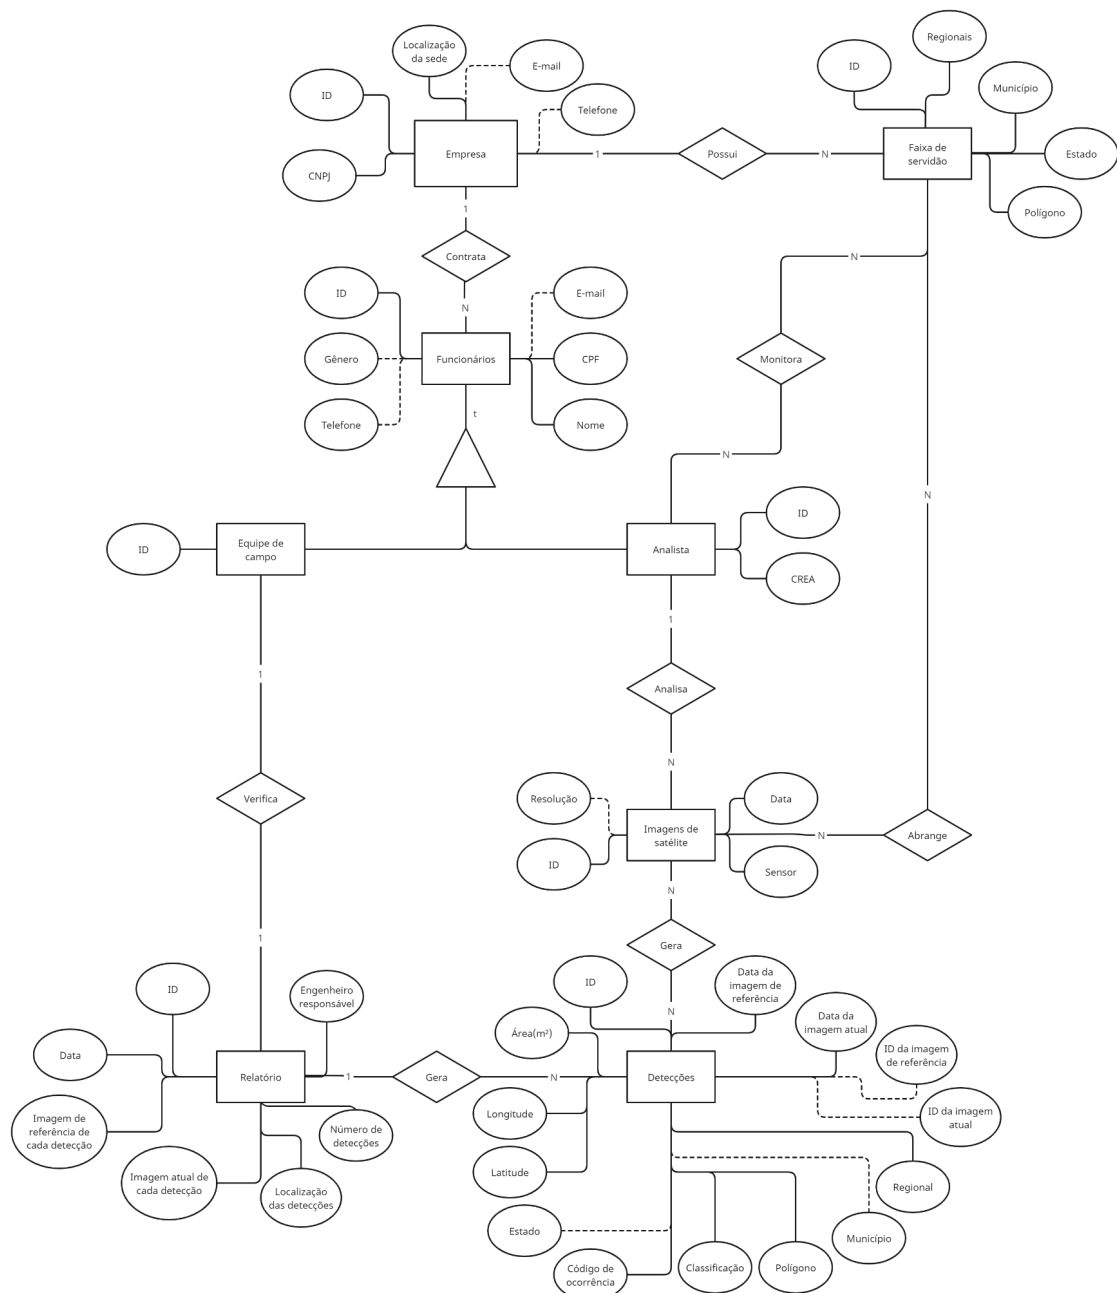 Regionais
Localização
da sede
E-mail
ID
Município
ID
Telefone
Empresa
1
Possui
N
Faixa de
servidão
Estado
CNPJ
1
Polígono
Contrata
N
ID
N
E-mail
Gênero
Funcionários
CPF
Monitora
t
Telefone
Nome
N
N
ID
ID
Equipe de
campo
Analista
CREA
1
1
Analisa
N
Verifica
Resolução
Data
Imagens de
satélite
N
Abrange
ID
Sensor
N
1
Gera
ID
Engenheiro
responsável
ID
Data da
imagem de
referência
N
Data da
imagem atual
Área(m²)
Data
ID da imagem
de referência
Relatório
1
Gera
N
Detecções
Longitude
ID da imagem
atual
Imagem de
referência de
cada detecção
Número de
detecções
Imagem atual de
cada detecção
Latitude
Localização
das detecções
Regional
Estado
Município
Código de
ocorrência
Classificação
Polígono